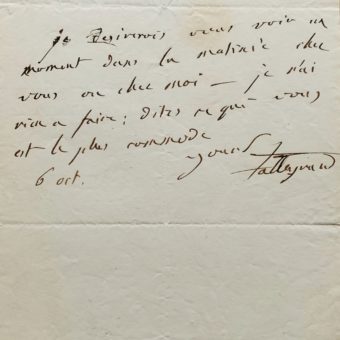 je desirerois vous voir un
moment dans la matinée chez
vous ou chez moi — je n'ai
rien a faire; dites ce qui vous
est le plus commode
Talleyrand
6 oct.